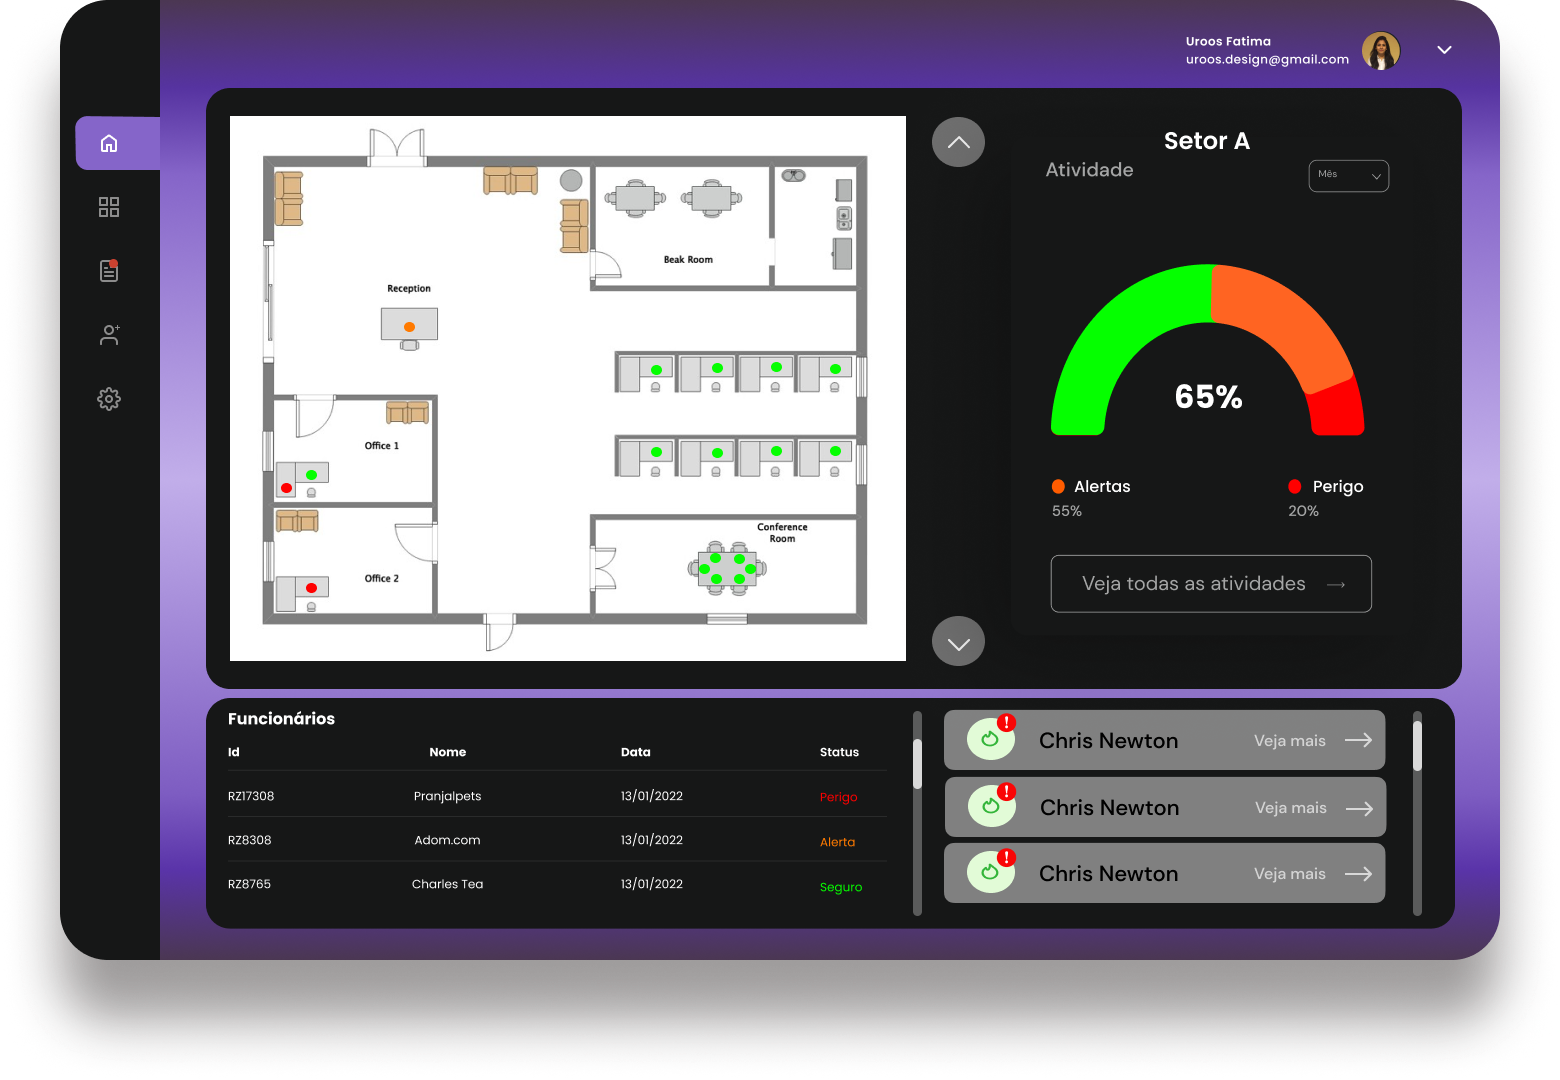 Uroos Fatima
uroos.design@gmail.com
Setor A
Atividade
Mês
Beak Room
Reception
Office 1
Office 2
Conference
Room
65%
Alertas
Perigo
55%
20%
Veja todas as atividades
Funcionários
Id Nome Data Status
RZ17308 Pranjalpets 13/01/2022 Perigo
RZ8308 Adom.com 13/01/2022 Alerta
RZ8765 Charles Tea 13/01/2022 Seguro
! Chris Newton Veja mais
! Chris Newton Veja mais
! Chris Newton Veja mais